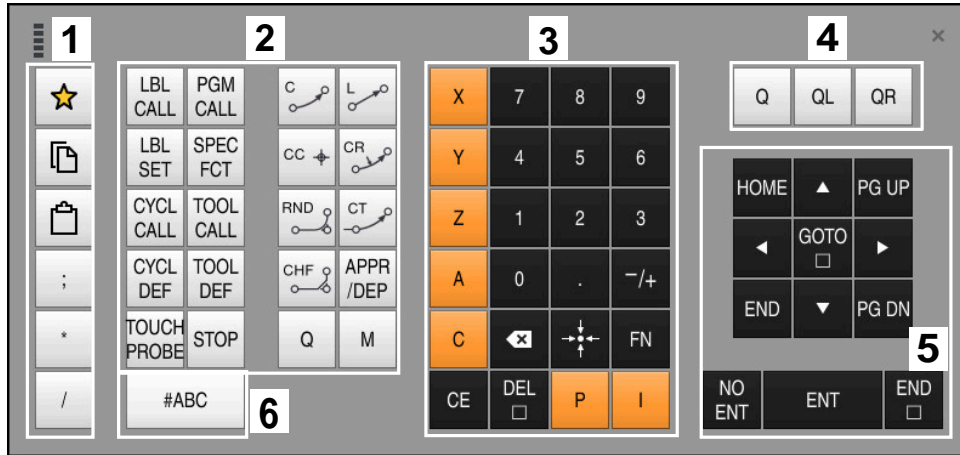 1
2
3
4
×
LBL CALL
PGM CALL
C
L
X
7
8
9
Q
QL
QR
LBL SET
SPEC FCT
CC
CR
Y
4
5
6
HOME
PG UP
CYCL CALL
TOOL CALL
RND
CT
Z
1
2
3
GOTO
;
CYCL DEF
TOOL DEF
CHF
APPR /DEP
A
0
.
−/+
END
PG DN
*
TOUCH PROBE
STOP
Q
M
C
FN
5
/
#ABC
6
CE
DEL
P
I
NO ENT
ENT
END